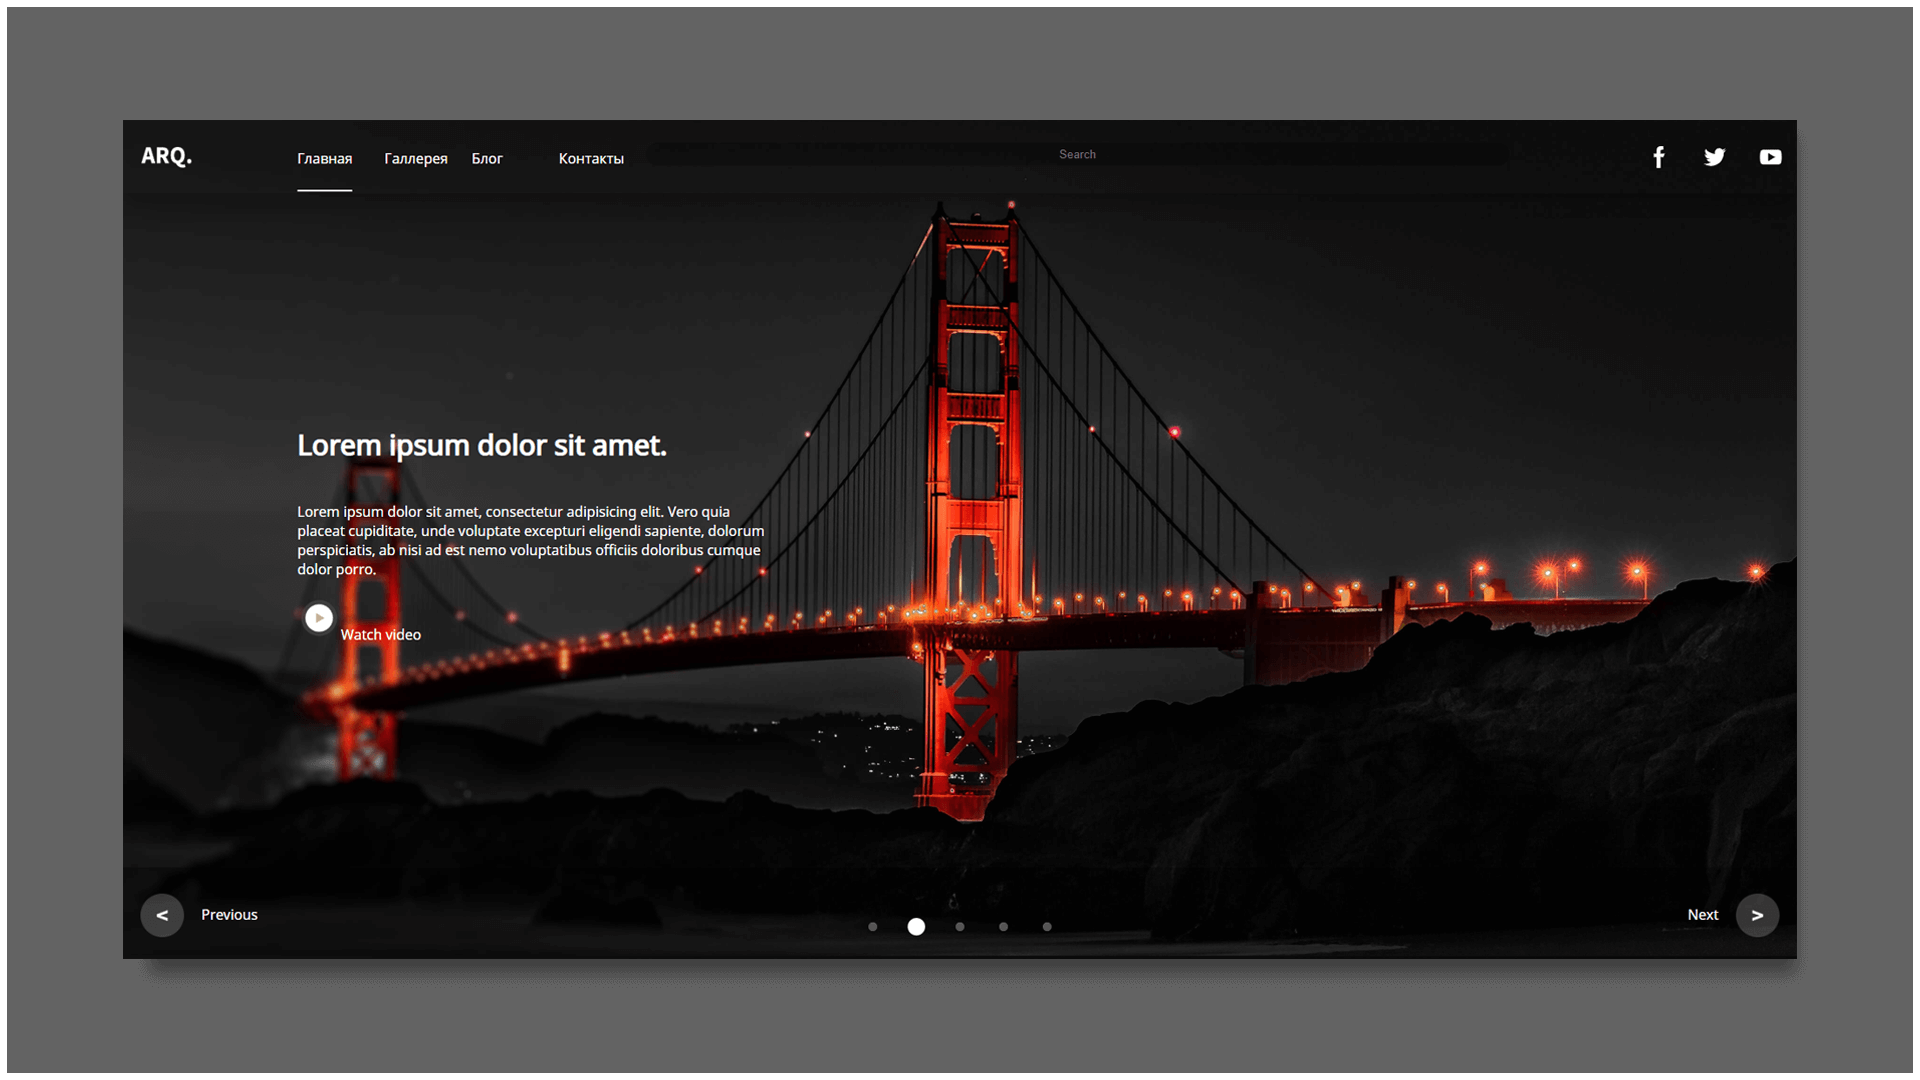 ARQ.
Главная Галлерея Блог Контакты
Search
Lorem ipsum dolor sit amet.
Lorem ipsum dolor sit amet, consectetur adipisicing elit. Vero quia
placeat cupiditate, unde voluptate excepturi eligendi sapiente, dolorum
perspiciatis, ab nisi ad est nemo voluptatibus officiis doloribus cumque
dolor porro.
Watch video
< Previous
Next >